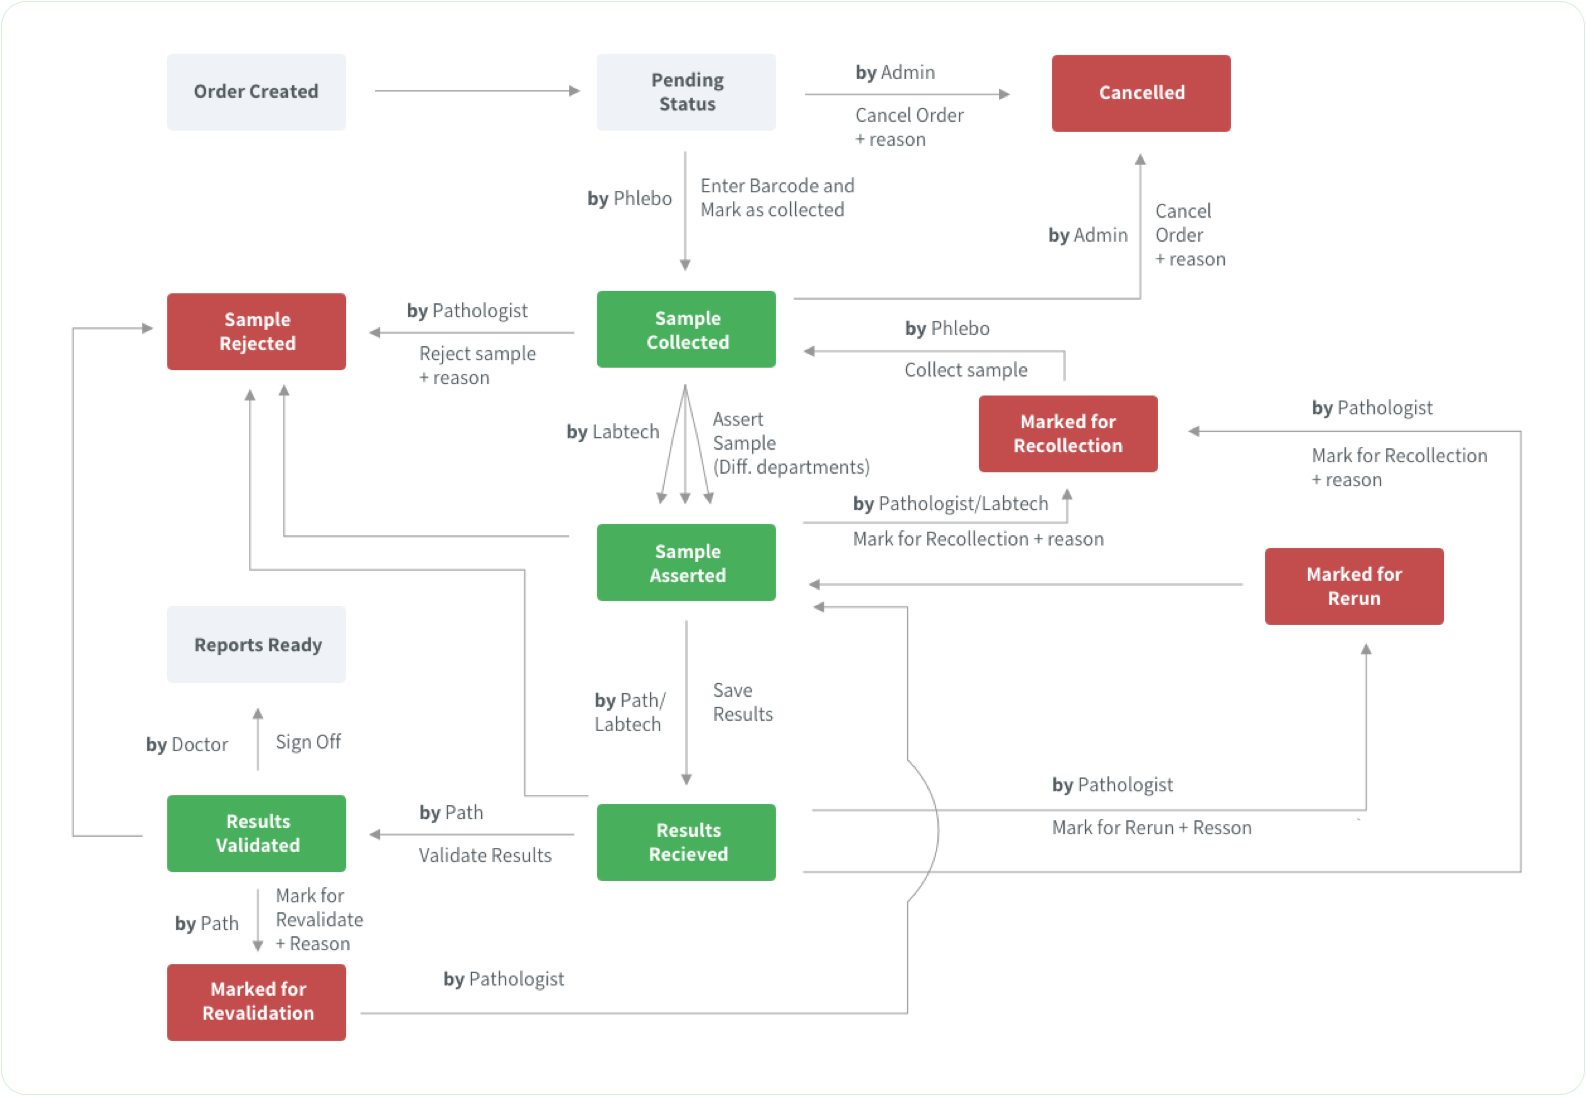 Order Created
Pending
Status
by Admin
Cancel Order
+ reason
Cancelled
by Phlebo
Enter Barcode and
Mark as collected
by Admin
Cancel
Order
+ reason
Sample
Rejected
by Pathologist
Reject sample
+ reason
Sample
Collected
by Phlebo
Collect sample
by Labtech
Assert
Sample
(Diff. departments)
Marked for
Recollection
by Pathologist
Mark for Recollection
+ reason
by Pathologist/Labtech
Mark for Recollection + reason
Sample
Asserted
Marked for
Rerun
Reports Ready
by Path/
Labtech
Save
Results
by Doctor
Sign Off
by Path
Validate Results
by Pathologist
Mark for Rerun + Resson
Results
Validated
Results
Recieved
by Path
Mark for
Revalidate
+ Reason
Marked for
Revalidation
by Pathologist